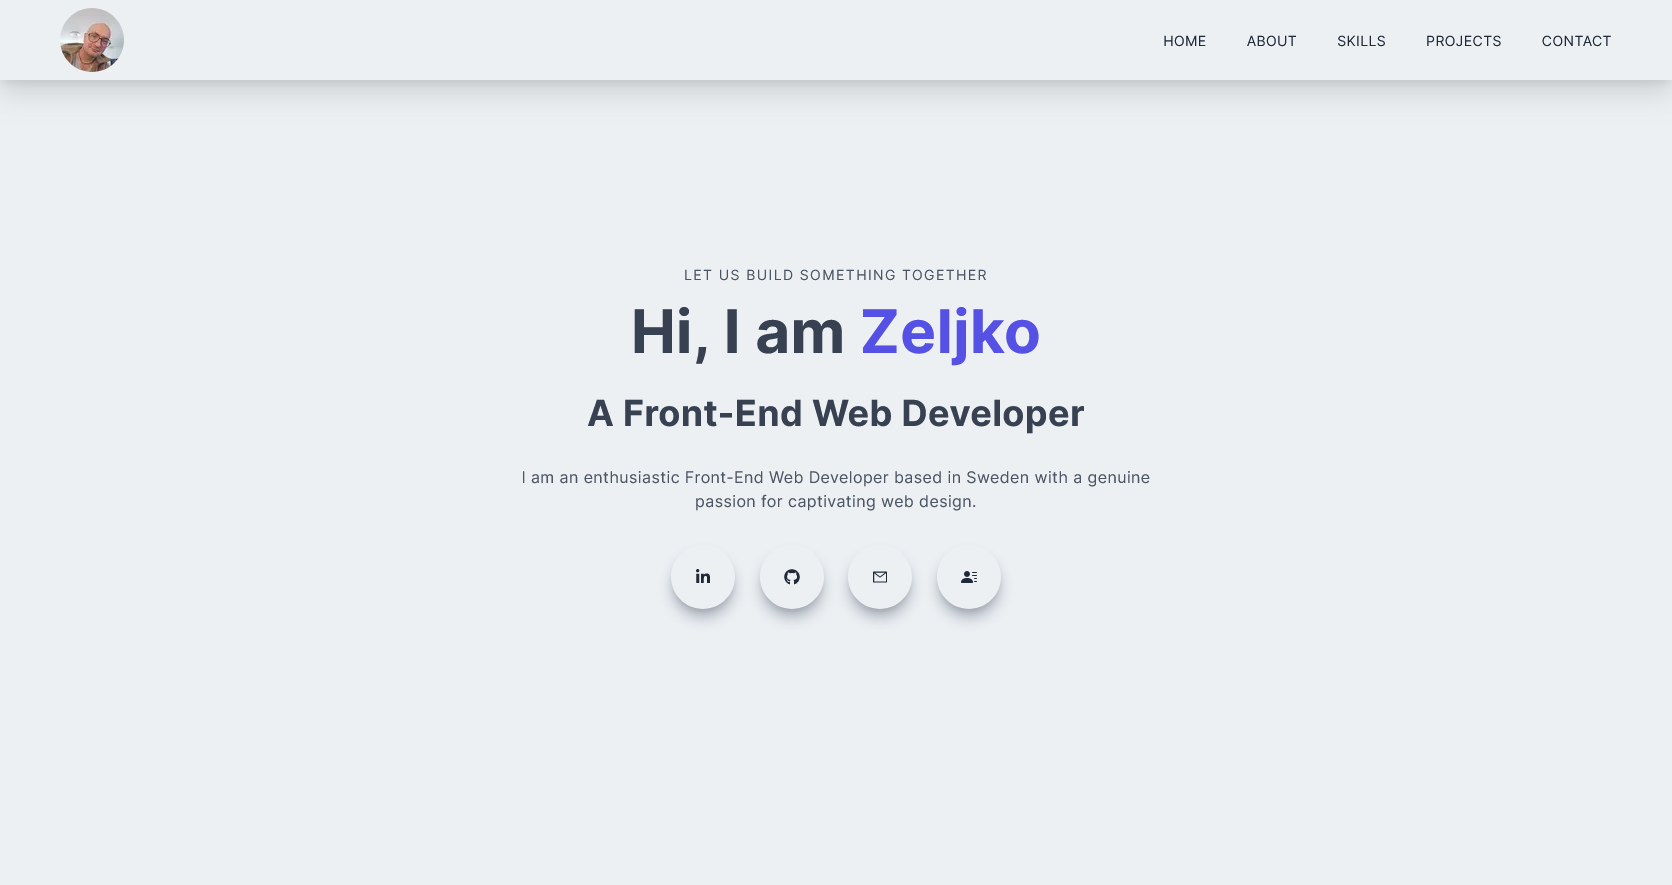 HOME
ABOUT
SKILLS
PROJECTS
CONTACT
LET US BUILD SOMETHING TOGETHER
Hi, I am Zeljko
A Front-End Web Developer
I am an enthusiastic Front-End Web Developer based in Sweden with a genuine
passion for captivating web design.
in